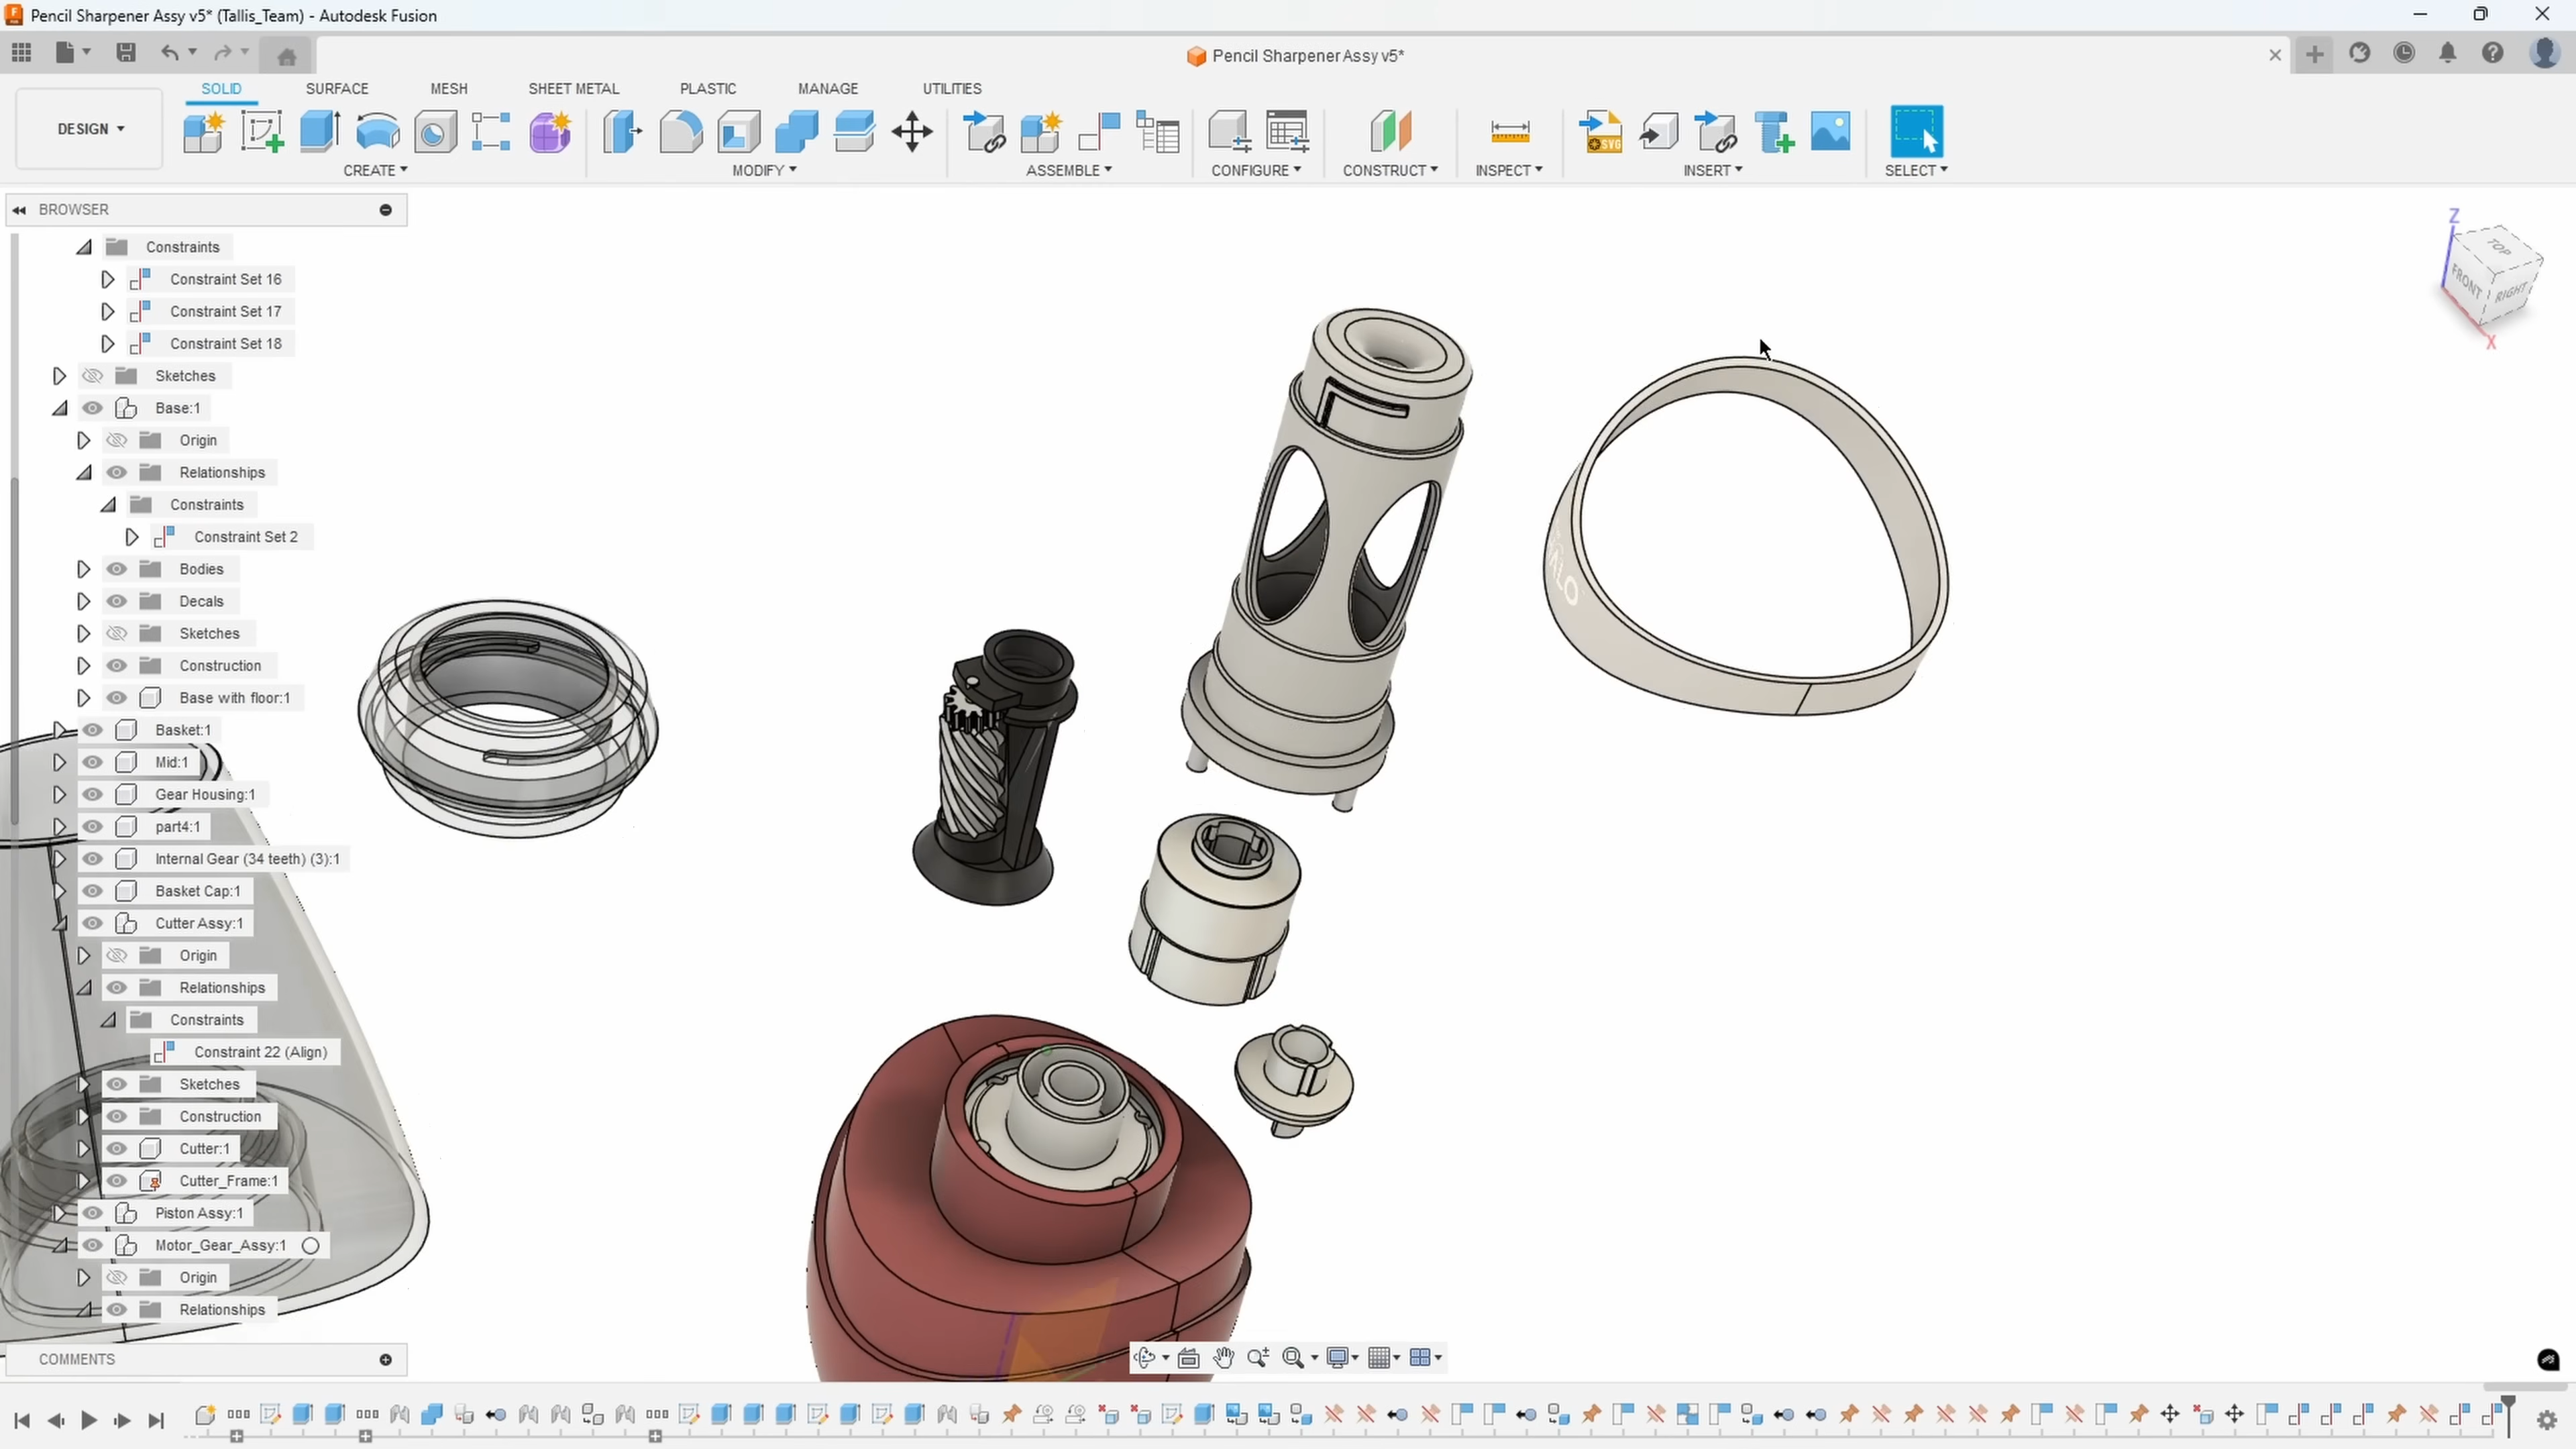 Pencil Sharpener Assy v5* (Tallis_Team) - Autodesk Fusion
Pencil Sharpener Assy v5*
SOLID SURFACE MESH SHEET METAL PLASTIC MANAGE UTILITIES
DESIGN
SVG
CREATE MODIFY ASSEMBLE CONFIGURE CONSTRUCT INSPECT INSERT SELECT
BROWSER
Constraints
Constraint Set 16
Constraint Set 17
Constraint Set 18
Sketches
Base:1
Origin
Relationships
Constraints
Constraint Set 2
Bodies
Decals
Sketches
Construction
Base with floor:1
Basket:1
Mid:1
Gear Housing:1
part4:1
Internal Gear (34 teeth) (3):1
Basket Cap:1
Cutter Assy:1
Origin
Relationships
Constraints
Constraint 22 (Align)
Sketches
Construction
Cutter:1
Cutter_Frame:1
Piston Assy:1
Motor_Gear_Assy:1
Origin
Relationships
COMMENTS
Z
TOP
FRONT
RIGHT
X